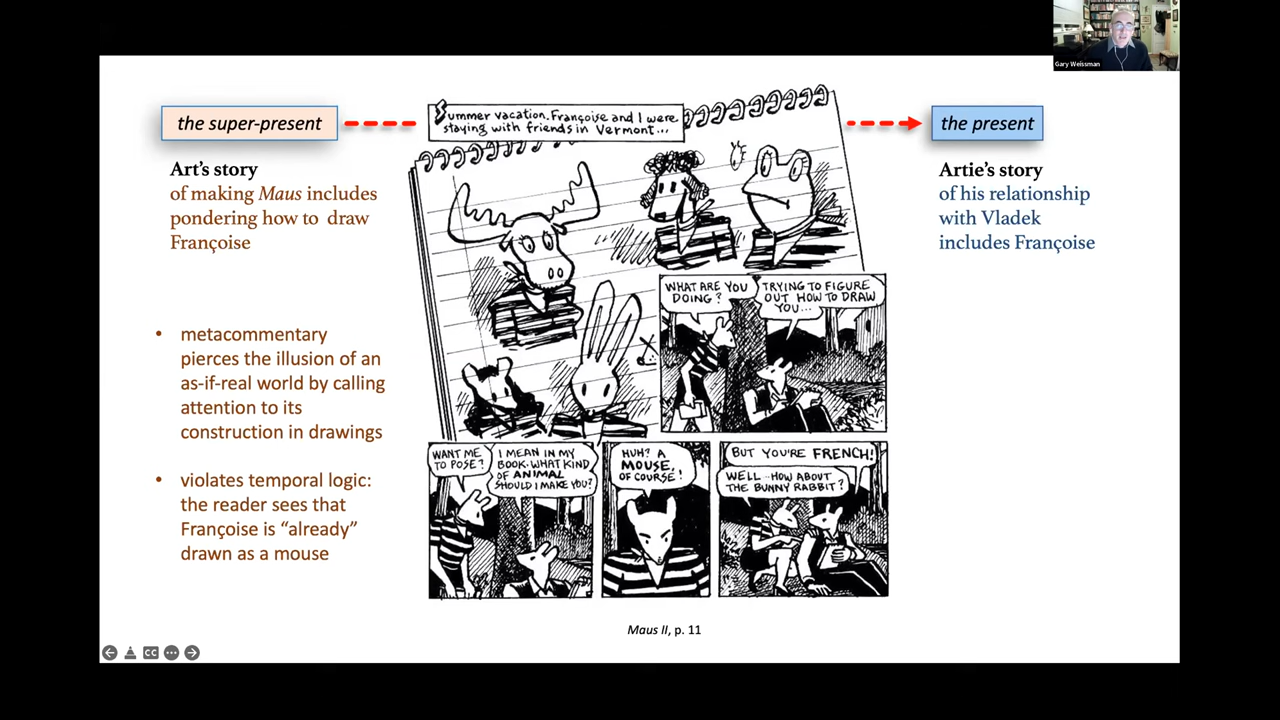 Gary Weissman
the super-present
Summer vacation. Françoise and I were
staying with friends in Vermont...
the present
Art's story
of making Maus includes
pondering how to draw
Françoise
Artie's story
of his relationship
with Vladek
includes Françoise
WHAT ARE YOU
DOING?
TRYING TO FIGURE
OUT HOW TO DRAW
YOU...
• metacommentary
pierces the illusion of an
as-if-real world by calling
attention to its
construction in drawings
• violates temporal logic:
the reader sees that
Françoise is “already”
drawn as a mouse
WANT ME
TO POSE?
I MEAN IN MY
BOOK. WHAT KIND
OF ANIMAL
SHOULD I MAKE YOU?
HUH? A
MOUSE,
OF COURSE!
BUT YOU'RE FRENCH!
WELL... HOW ABOUT
THE BUNNY RABBIT?
Maus II, p. 11
CC